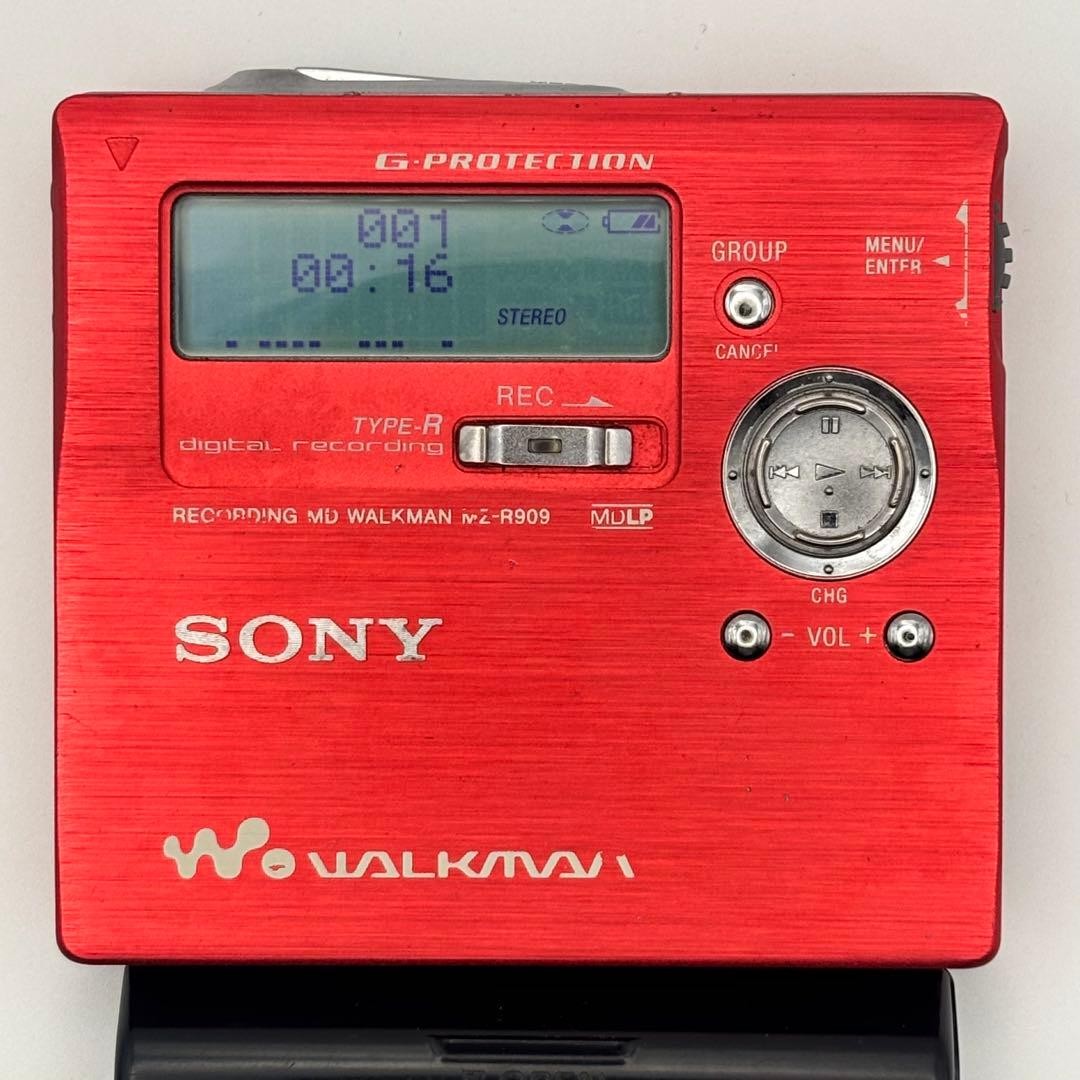 G-PROTECTION
001
00:16
STEREO
GROUP
MENU/
ENTER
CANCEL
REC
TYPE-R
digital recording
RECORDING MD WALKMAN MZ-R909
MDLP
CHG
- VOL +
SONY
WALKMAN